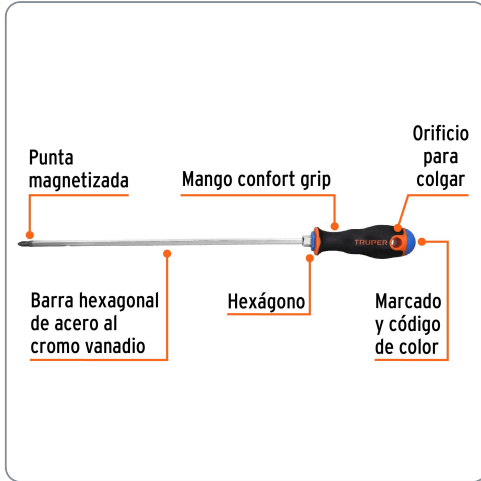 Orificio
para
colgar
Punta
magnetizada
Mango confort grip
TRUPER
Barra hexagonal
de acero al
cromo vanadio
Hexágono
Marcado
y código
de color